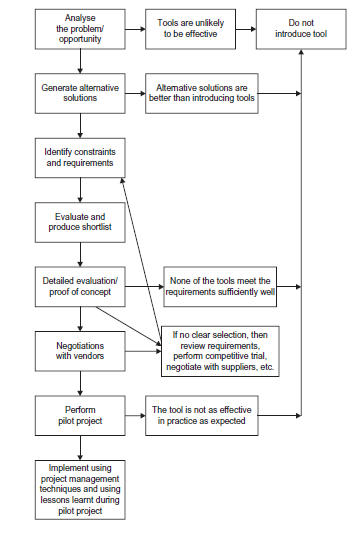 Analyse
the problem/
opportunity
Tools are unlikely
to be effective
Do not
introduce tool
Generate alternative
solutions
Alternative solutions are
better than introducing tools
Identify constraints
and requirements
Evaluate and
produce shortlist
Detailed evaluation/
proof of concept
None of the tools meet the
requirements sufficiently well
Negotiations
with vendors
If no clear selection, then
review requirements,
perform competitive trial,
negotiate with suppliers, etc.
Perform
pilot project
The tool is not as effective
in practice as expected
Implement using
project management
techniques and using
lessons learnt during
pilot project